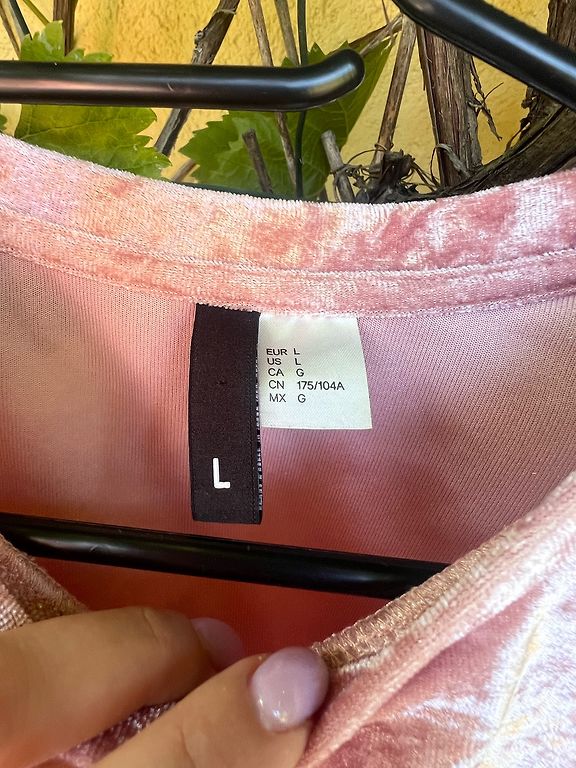 L
EUR L
US L
CA G
CN 175/104A
MX G